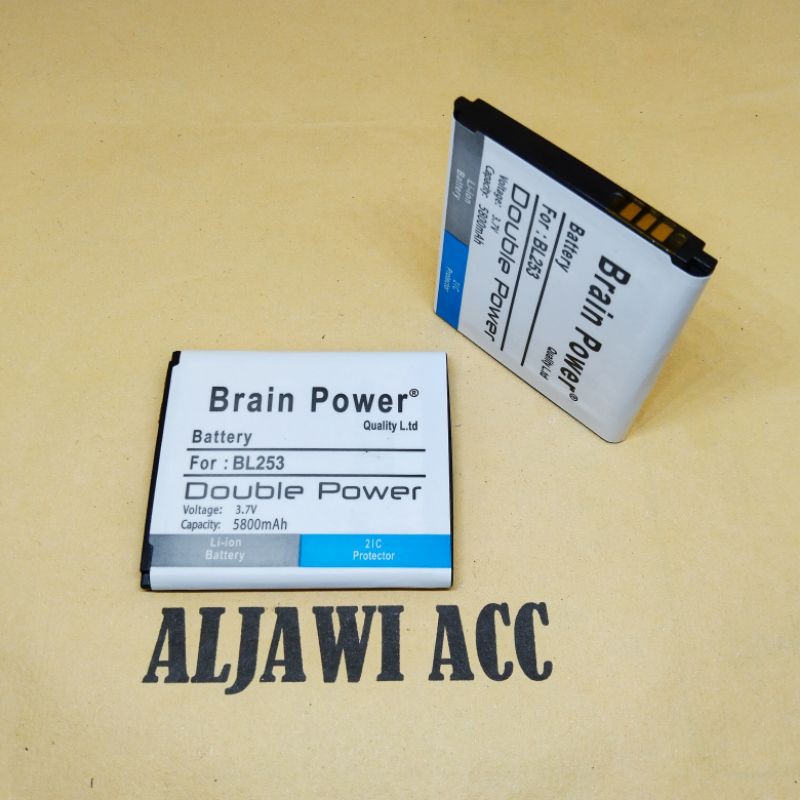 Brain Power®
Quality L.td
Battery
For : BL253
Double Power
Voltage: 3.7V
Capacity: 5800mAh
Li-Ion
Battery
2IC
Protector
Brain Power®
Quality L.td
Battery
For : BL253
Double Power
Voltage: 3.7V
Capacity: 5800mAh
Li-Ion
Battery
2IC
Protector
ALJAWI ACC